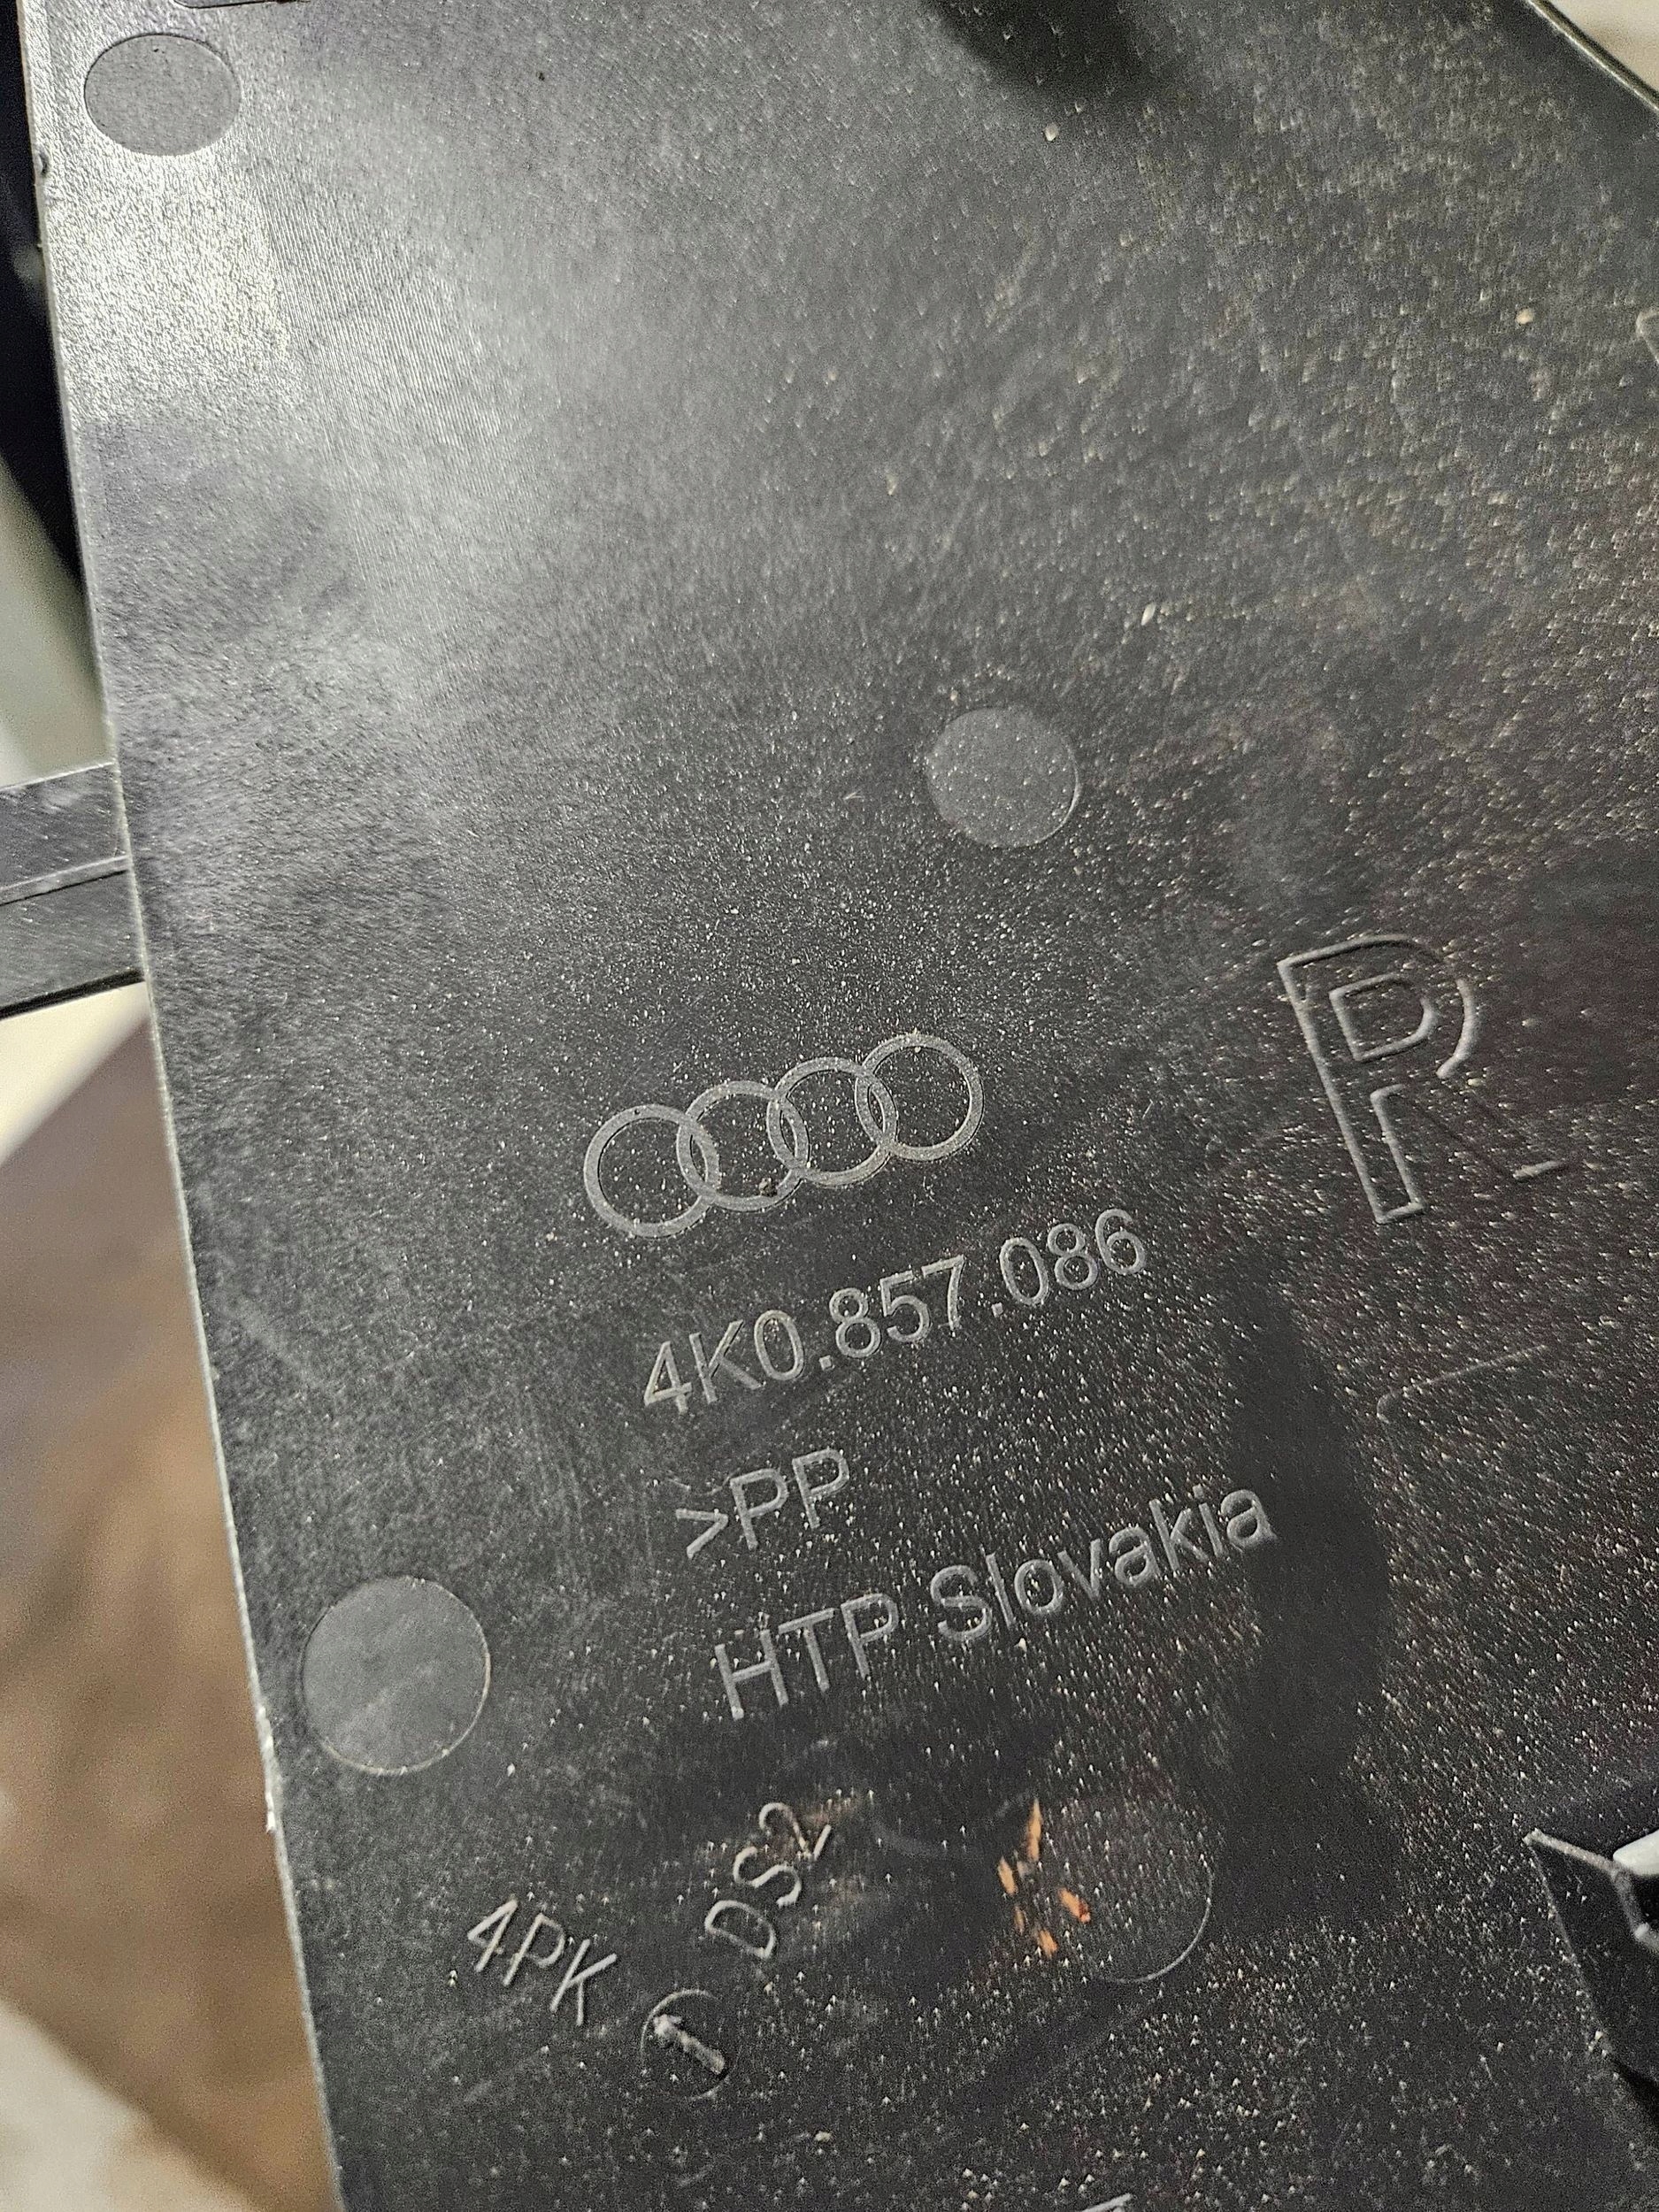 R
4K0.857.086
>PP
HTP Slovakia
4PK
DS2